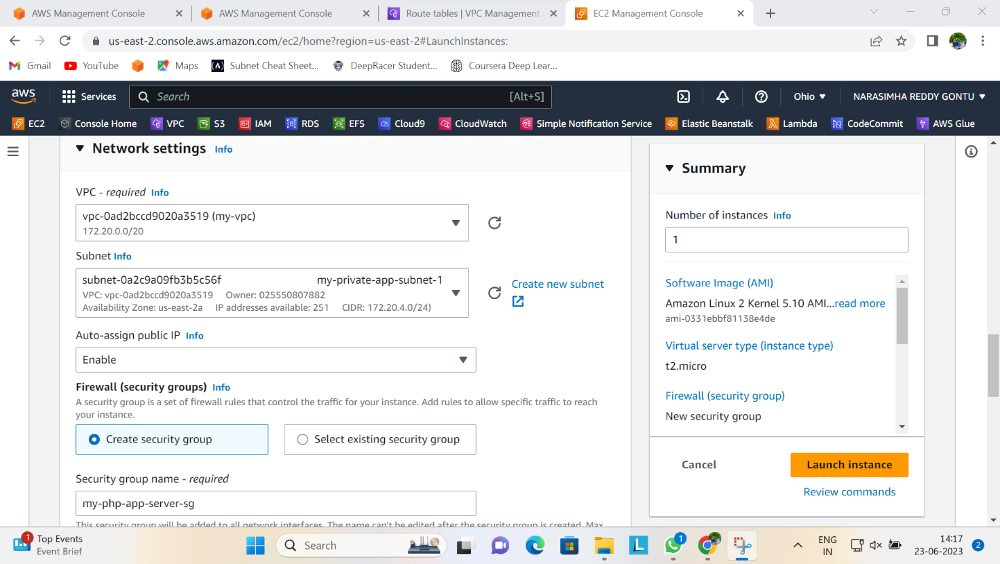 AWS Management Console
AWS Management Console
Route tables | VPC Management
EC2 Management Console
us-east-2.console.aws.amazon.com/ec2/home?region=us-east-2#LaunchInstances:
Gmail
YouTube
Maps
Subnet Cheat Sheet...
DeepRacer Student...
Coursera Deep Lear...
aws
Services
Search
[Alt+S]
Ohio
NARASIMHA REDDY GONTU
EC2
Console Home
VPC
S3
IAM
RDS
EFS
Cloud9
CloudWatch
Simple Notification Service
Elastic Beanstalk
Lambda
CodeCommit
AWS Glue
Network settings Info
VPC - required Info
vpc-0ad2bccd9020a3519 (my-vpc)
172.20.0.0/20
Subnet Info
subnet-0a2c9a09fb3b5c56f my-private-app-subnet-1
VPC: vpc-0ad2bccd9020a3519 Owner: 025550807882
Availability Zone: us-east-2a IP addresses available: 251 CIDR: 172.20.4.0/24)
Create new subnet
Auto-assign public IP Info
Enable
Firewall (security groups) Info
A security group is a set of firewall rules that control the traffic for your instance. Add rules to allow specific traffic to reach
your instance.
Create security group
Select existing security group
Security group name - required
my-php-app-server-sg
This security group will be added to all network interfaces. The name can't be edited after the security group is created. Max
Summary
Number of instances Info
1
Software Image (AMI)
Amazon Linux 2 Kernel 5.10 AMI...read more
ami-0331ebbf81138e4de
Virtual server type (instance type)
t2.micro
Firewall (security group)
New security group
Cancel
Launch instance
Review commands
1
Top Events
Event Brief
Search
L
1
ENG
IN
14:17
23-06-2023
2